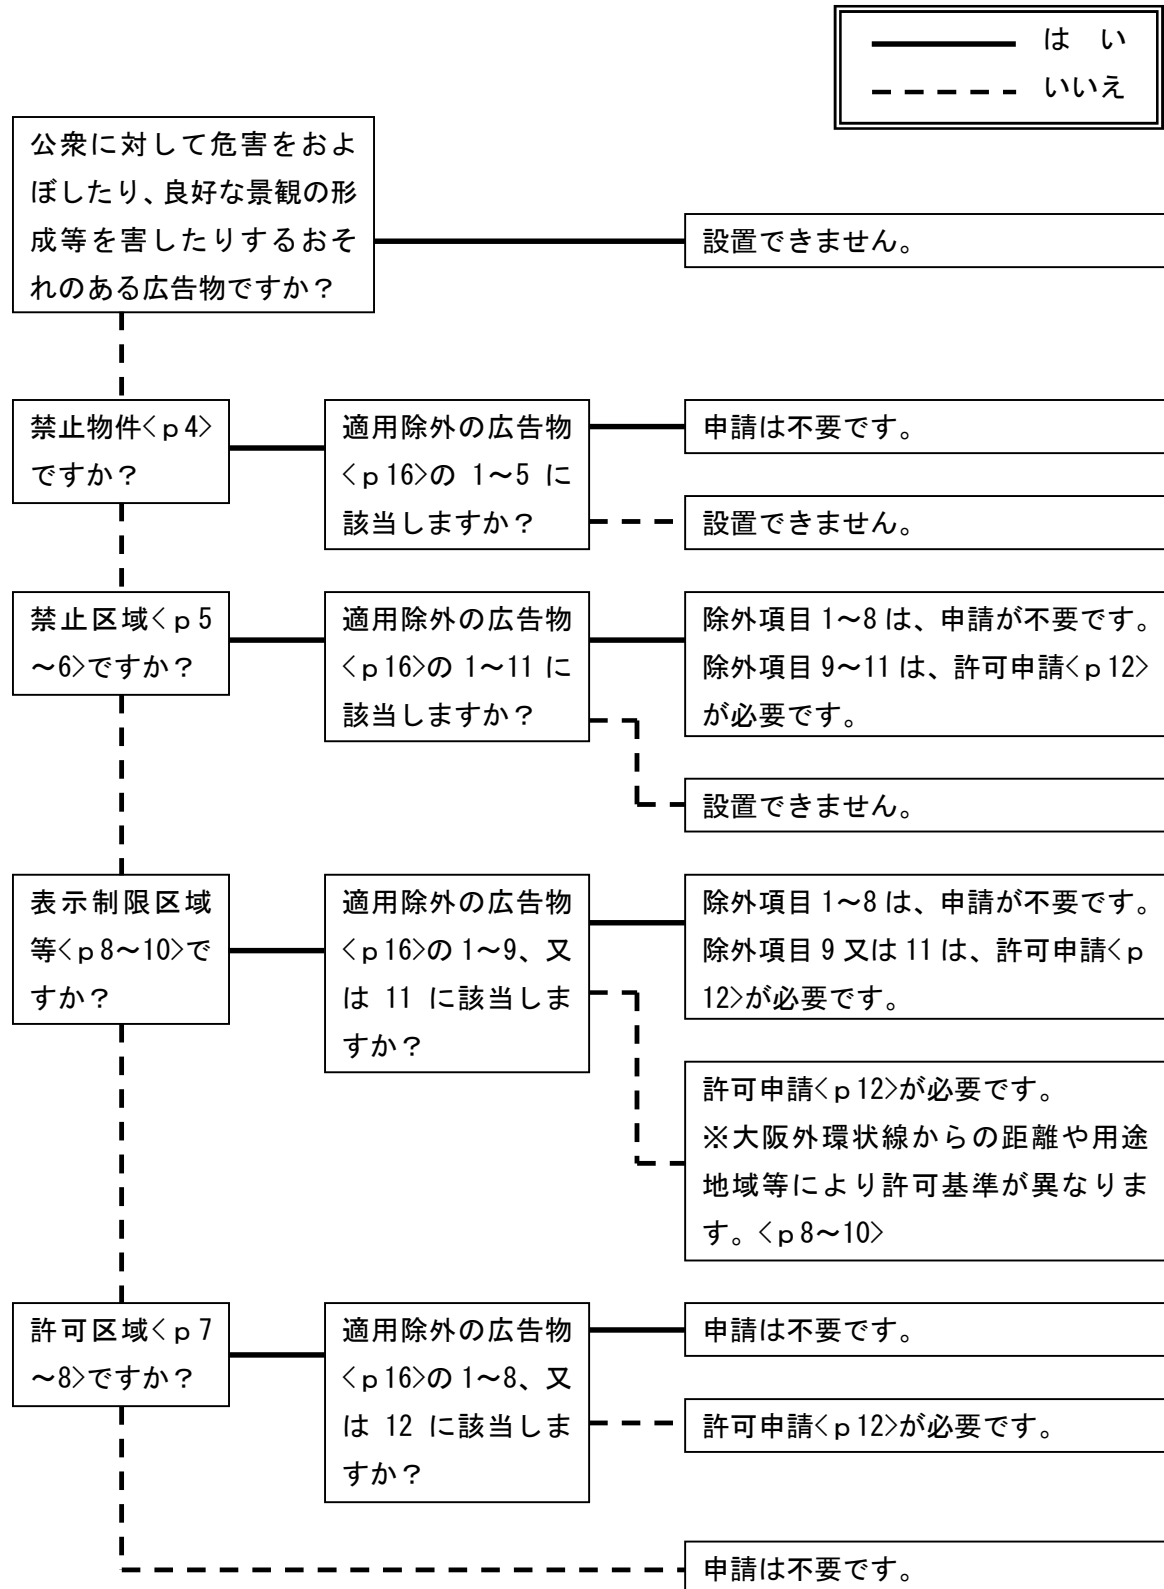 は　い
いいえ
公衆に対して危害をおよ
ぼしたり、良好な景観の形
成等を害したりするおそ
れのある広告物ですか？
設置できません。
禁止物件<ｐ4>
ですか？
適用除外の広告物
<ｐ16>の 1～5 に
該当しますか？
申請は不要です。
設置できません。
禁止区域<ｐ5
～6>ですか？
適用除外の広告物
<ｐ16>の 1～11 に
該当しますか？
除外項目 1～8 は、申請が不要です。
除外項目 9～11 は、許可申請<ｐ12>
が必要です。
設置できません。
表示制限区域
等<ｐ8～10>で
すか？
適用除外の広告物
<ｐ16>の 1～9、又
は 11 に該当しま
すか？
除外項目 1～8 は、申請が不要です。
除外項目 9 又は 11 は、許可申請<ｐ
12>が必要です。
許可申請<ｐ12>が必要です。
※大阪外環状線からの距離や用途
地域等により許可基準が異なりま
す。<ｐ8～10>
許可区域<ｐ7
～8>ですか？
適用除外の広告物
<ｐ16>の 1～8、又
は 12 に該当しま
すか？
申請は不要です。
許可申請<ｐ12>が必要です。
申請は不要です。